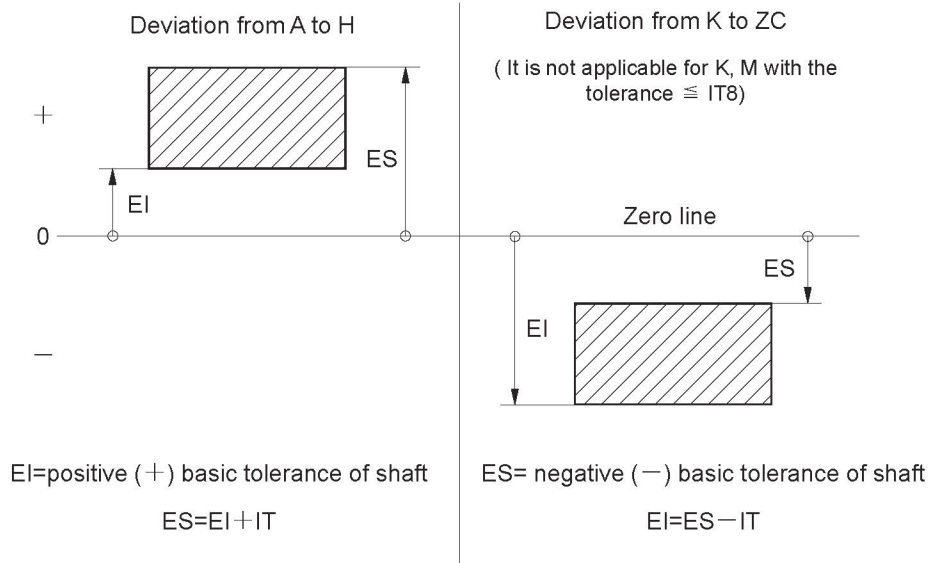 Deviation from A to H
+
ES
EI
0
−
EI=positive (+) basic tolerance of shaft
ES=EI+IT
Deviation from K to ZC
( It is not applicable for K, M with the
tolerance ≦ IT8)
Zero line
ES
EI
ES= negative (−) basic tolerance of shaft
EI=ES−IT